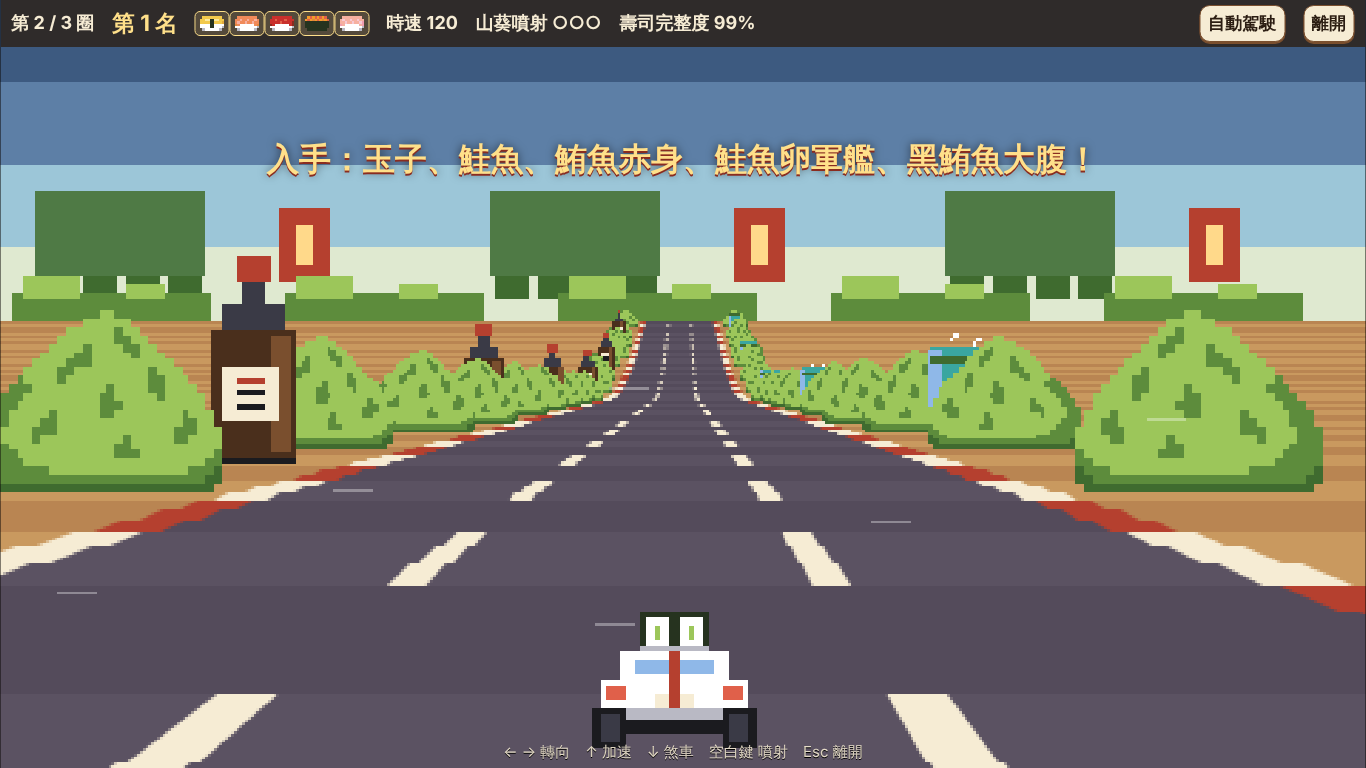 第 2 / 3 圈 第 1 名 時速 120 山葵噴射 ○○○ 壽司完整度 99% 自動駕駛 離開
入手：玉子、鮭魚、鮪魚赤身、鮭魚卵軍艦、黑鮪魚大腹！
← → 轉向 ↑ 加速 ↓ 煞車 空白鍵 噴射 Esc 離開